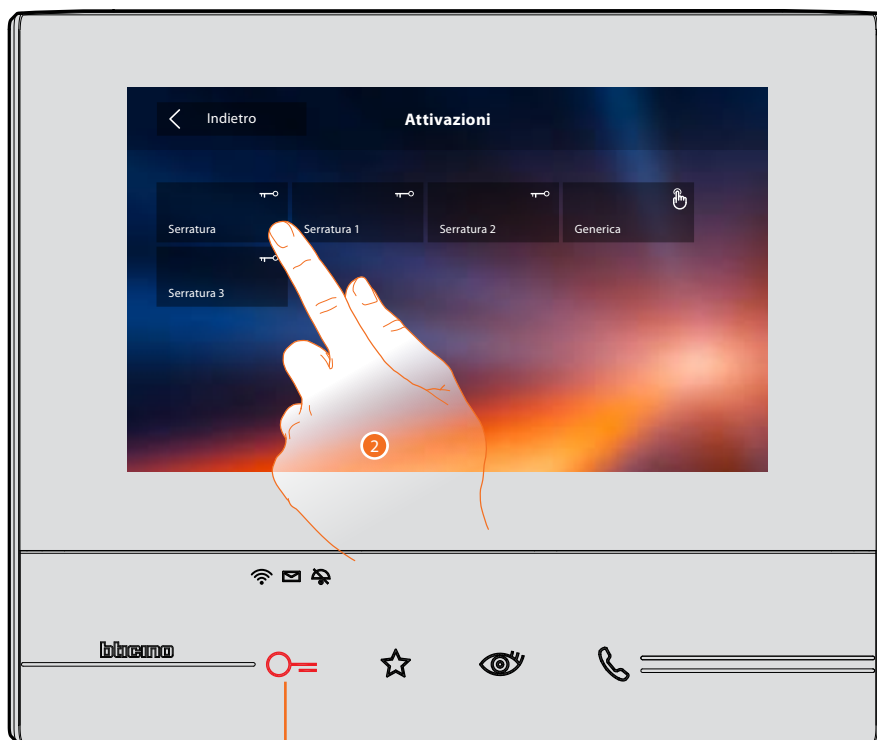 Indietro
Attivazioni
Serratura
Serratura 1
Serratura 2
Generica
Serratura 3
2
bticino